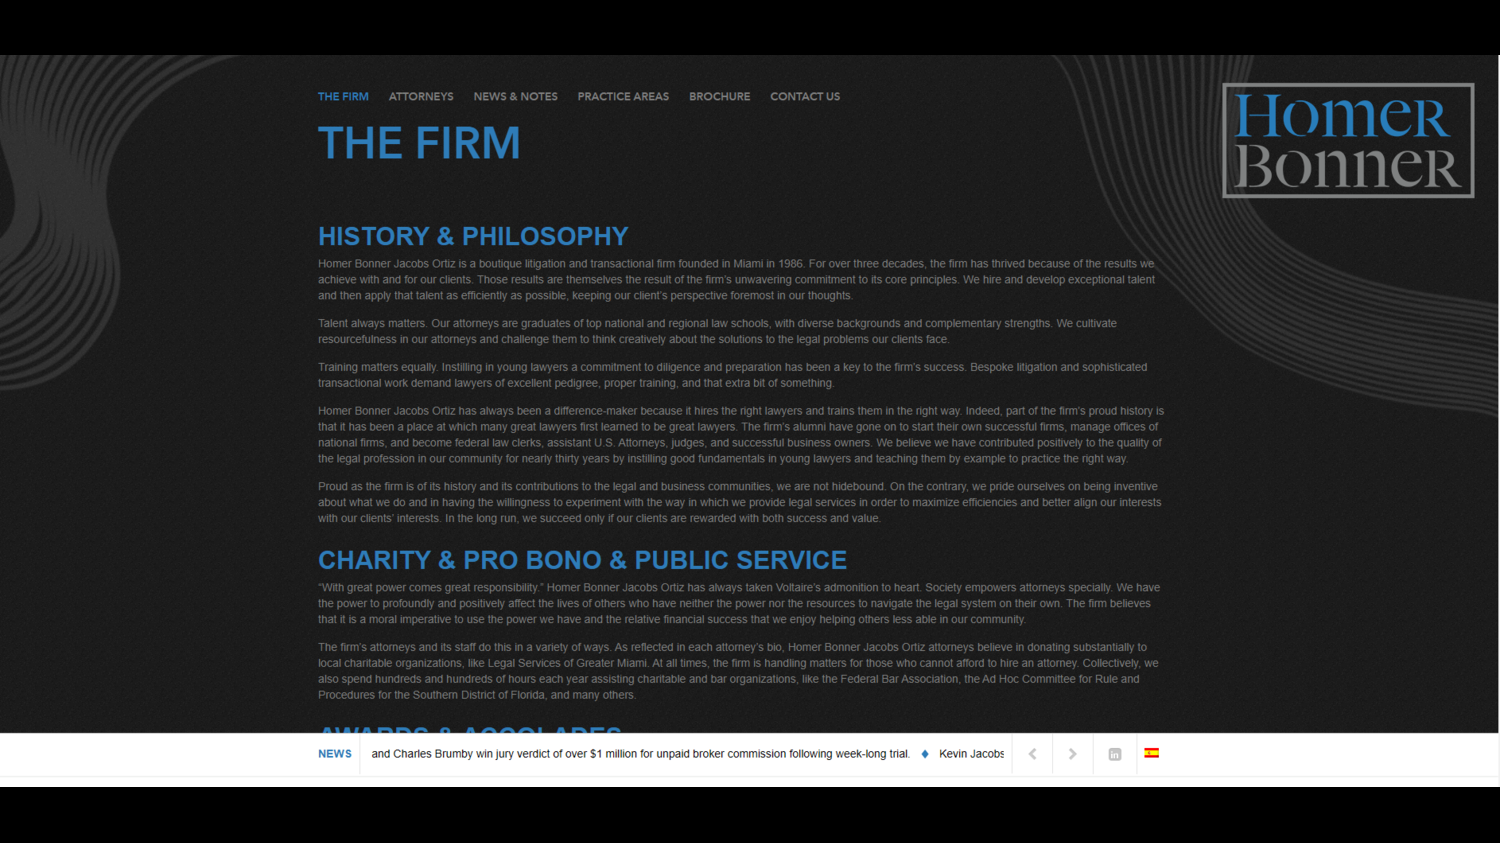 THE FIRM ATTORNEYS NEWS & NOTES PRACTICE AREAS BROCHURE CONTACT US
Homer
Bonner
THE FIRM
HISTORY & PHILOSOPHY
Homer Bonner Jacobs Ortiz is a boutique litigation and transactional firm founded in Miami in 1986. For over three decades, the firm has thrived because of the results we
achieve with and for our clients. Those results are themselves the result of the firm's unwavering commitment to its core principles. We hire and develop exceptional talent
and then apply that talent as efficiently as possible, keeping our client's perspective foremost in our thoughts.
Talent always matters. Our attorneys are graduates of top national and regional law schools, with diverse backgrounds and complementary strengths. We cultivate
resourcefulness in our attorneys and challenge them to think creatively about the solutions to the legal problems our clients face.
Training matters equally. Instilling in young lawyers a commitment to diligence and preparation has been a key to the firm's success. Bespoke litigation and sophisticated
transactional work demand lawyers of excellent pedigree, proper training, and that extra bit of something.
Homer Bonner Jacobs Ortiz has always been a difference-maker because it hires the right lawyers and trains them in the right way. Indeed, part of the firm's proud history is
that it has been a place at which many great lawyers first learned to be great lawyers. The firm's alumni have gone on to start their own successful firms, manage offices of
national firms, and become federal law clerks, assistant U.S. Attorneys, judges, and successful business owners. We believe we have contributed positively to the quality of
the legal profession in our community for nearly thirty years by instilling good fundamentals in young lawyers and teaching them by example to practice the right way.
Proud as the firm is of its history and its contributions to the legal and business communities, we are not hidebound. On the contrary, we pride ourselves on being inventive
about what we do and in having the willingness to experiment with the way in which we provide legal services in order to maximize efficiencies and better align our interests
with our clients' interests. In the long run, we succeed only if our clients are rewarded with both success and value.
CHARITY & PRO BONO & PUBLIC SERVICE
“With great power comes great responsibility.” Homer Bonner Jacobs Ortiz has always taken Voltaire's admonition to heart. Society empowers attorneys specially. We have
the power to profoundly and positively affect the lives of others who have neither the power nor the resources to navigate the legal system on their own. The firm believes
that it is a moral imperative to use the power we have and the relative financial success that we enjoy helping others less able in our community.
The firm's attorneys and its staff do this in a variety of ways. As reflected in each attorney's bio, Homer Bonner Jacobs Ortiz attorneys believe in donating substantially to
local charitable organizations, like Legal Services of Greater Miami. At all times, the firm is handling matters for those who cannot afford to hire an attorney. Collectively, we
also spend hundreds and hundreds of hours each year assisting charitable and bar organizations, like the Federal Bar Association, the Ad Hoc Committee for Rule and
Procedures for the Southern District of Florida, and many others.
AWARDS & ACCOLADES
NEWS and Charles Brumby win jury verdict of over $1 million for unpaid broker commission following week-long trial. ♦ Kevin Jacobs